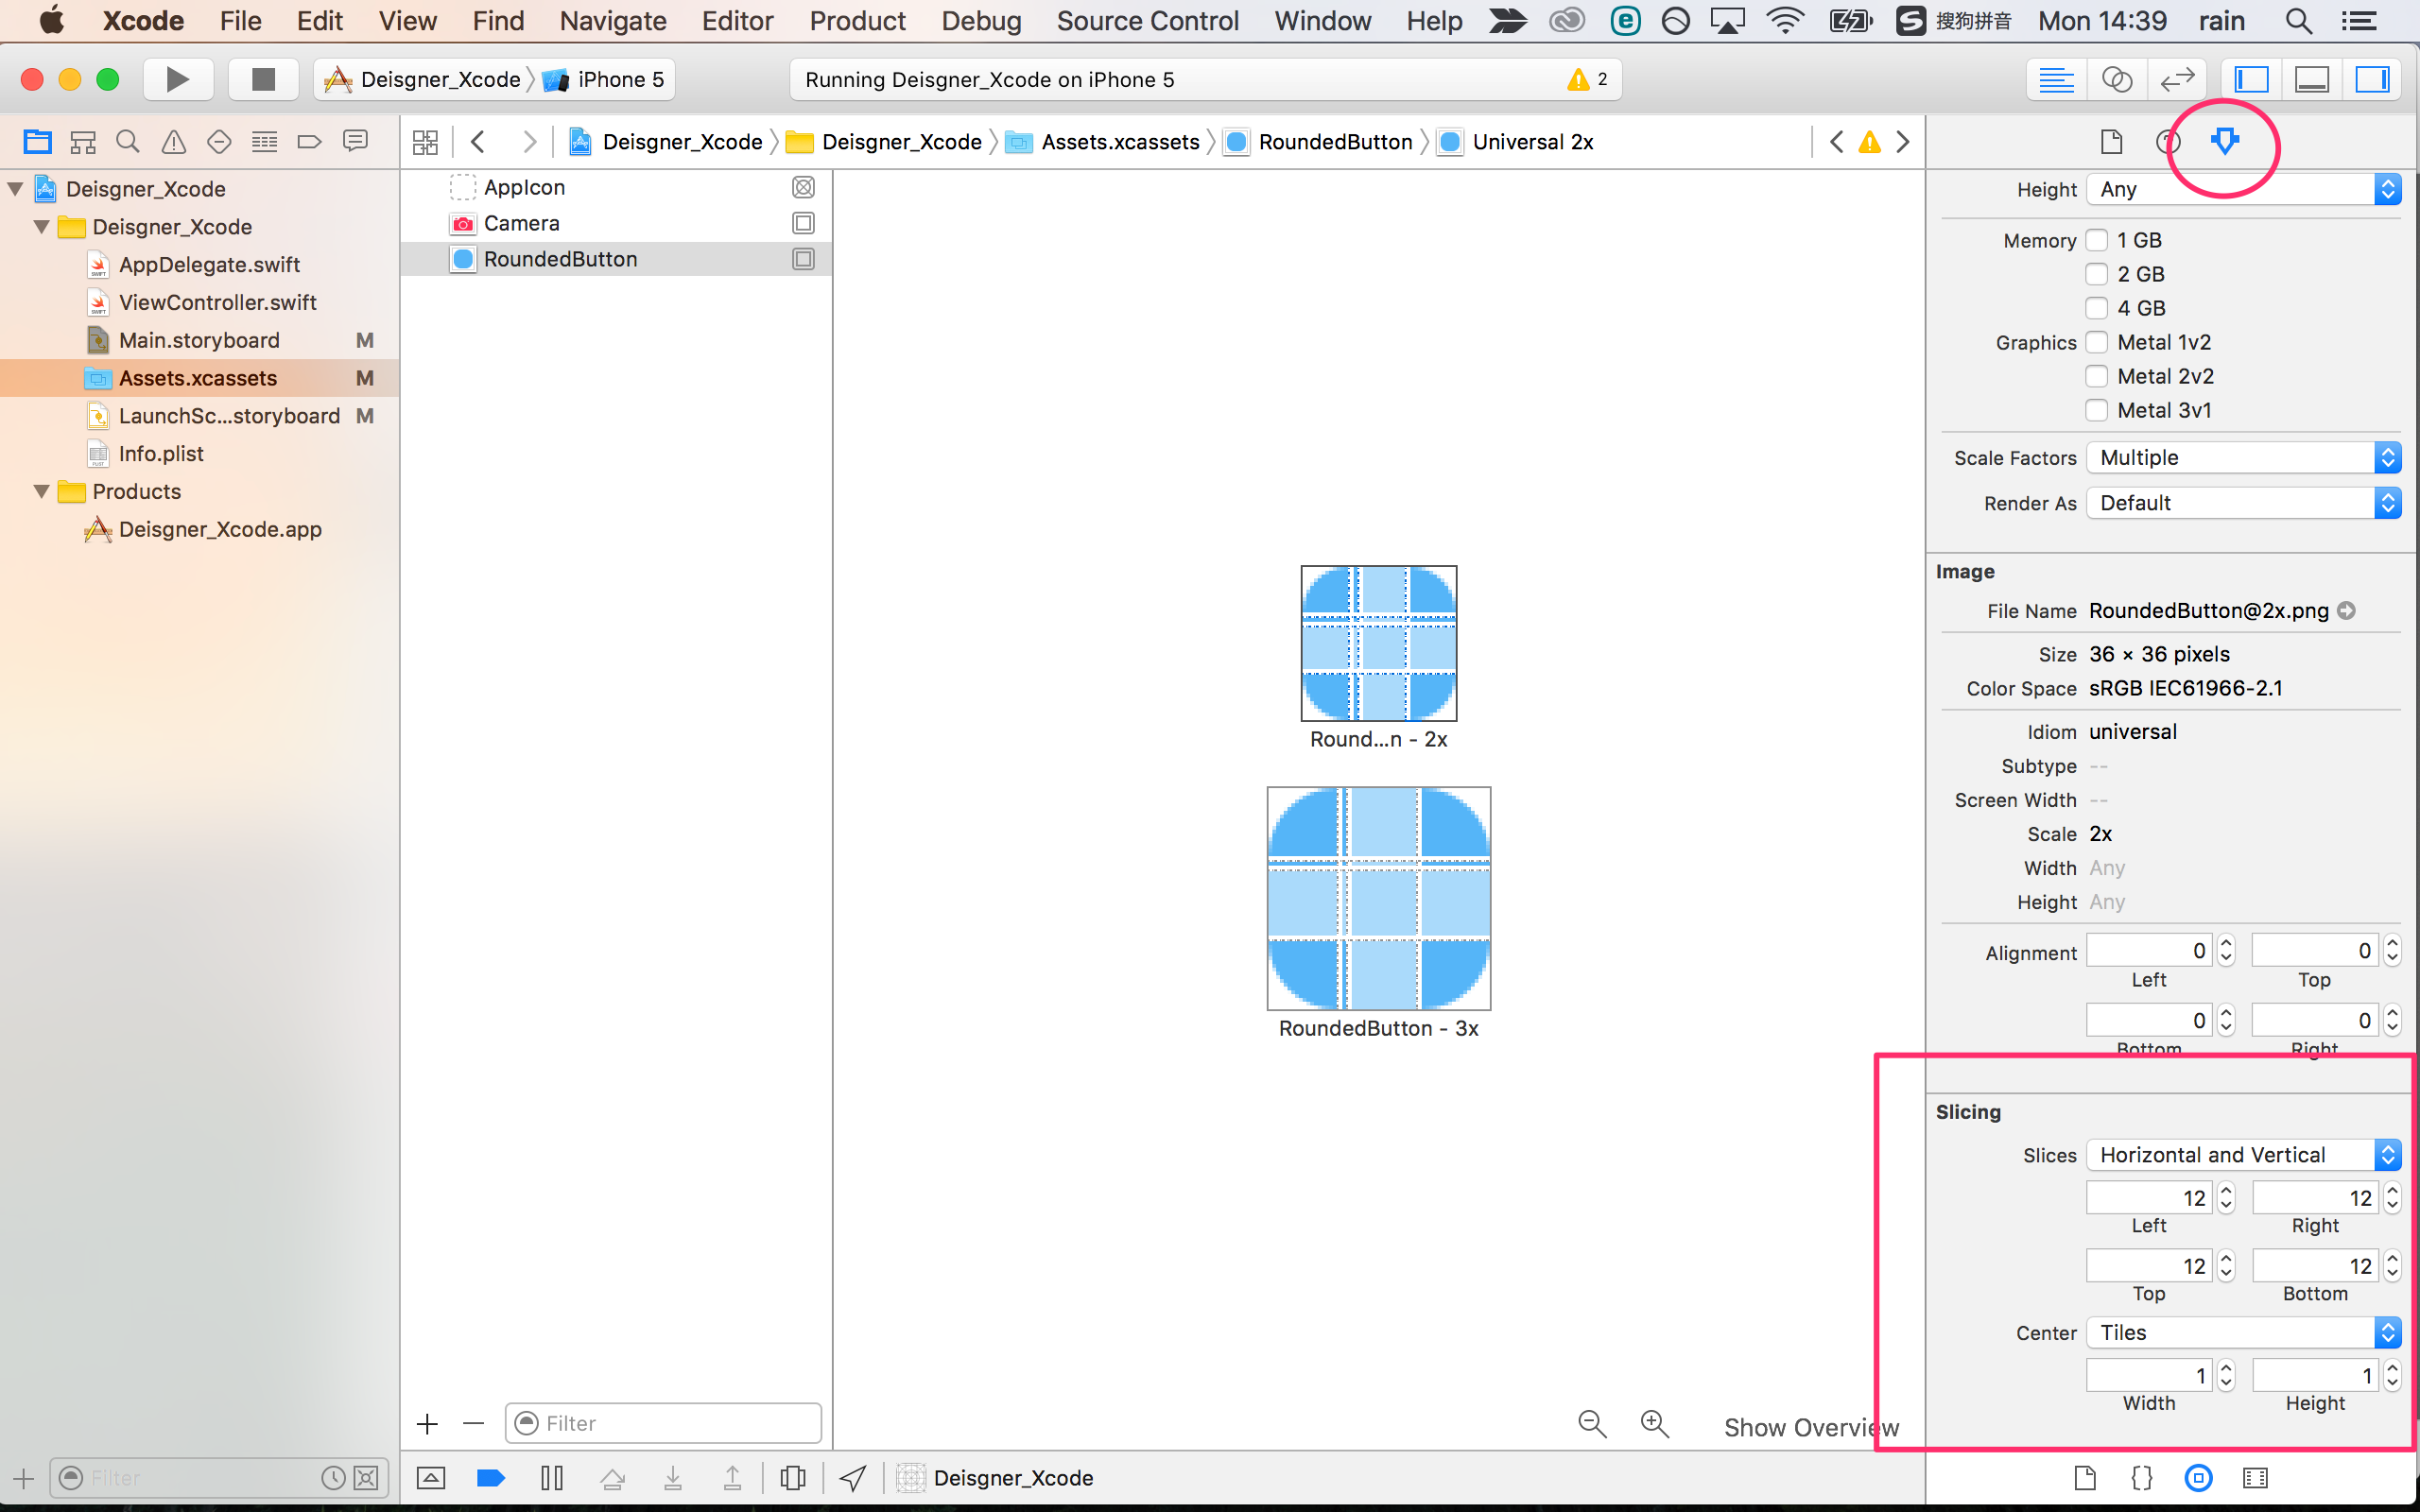 Xcode File Edit View Find Navigate Editor Product Debug Source Control Window Help 搜狗拼音 Mon 14:39 rain
Deisgner_Xcode iPhone 5
Running Deisgner_Xcode on iPhone 5
2
Deisgner_Xcode Deisgner_Xcode Assets.xcassets RoundedButton Universal 2x
Deisgner_Xcode
Deisgner_Xcode
AppDelegate.swift
ViewController.swift
Main.storyboard M
Assets.xcassets M
LaunchSc...storyboard M
Info.plist
Products
Deisgner_Xcode.app
Filter
AppIcon
Camera
RoundedButton
Filter
Round...n - 2x
RoundedButton - 3x
Show Overview
Deisgner_Xcode
Height Any
Memory 1 GB
2 GB
4 GB
Graphics Metal 1v2
Metal 2v2
Metal 3v1
Scale Factors Multiple
Render As Default
Image
File Name RoundedButton@2x.png
Size 36 × 36 pixels
Color Space sRGB IEC61966-2.1
Idiom universal
Subtype --
Screen Width --
Scale 2x
Width Any
Height Any
Alignment 0 0
Left Top
0 0
Bottom Right
Slicing
Slices Horizontal and Vertical
12 12
Left Right
12 12
Top Bottom
Center Tiles
1 1
Width Height